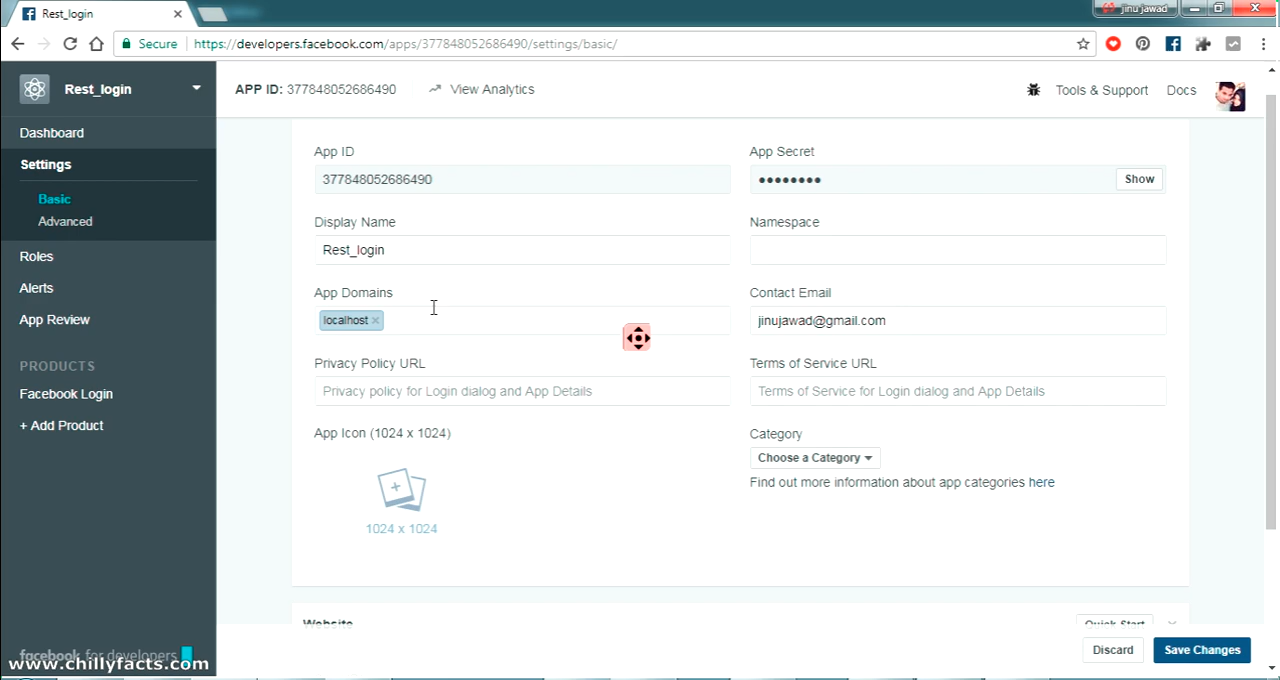 Rest_login
jinu jawad
Secure
https://developers.facebook.com/apps/377848052686490/settings/basic/
Rest_login
APP ID: 377848052686490
View Analytics
Tools & Support
Docs
Dashboard
Settings
Basic
Advanced
Roles
Alerts
App Review
PRODUCTS
Facebook Login
+ Add Product
App ID
377848052686490
App Secret
●●●●●●●●
Show
Display Name
Rest_login
Namespace
App Domains
localhost ×
Contact Email
jinujawad@gmail.com
Privacy Policy URL
Privacy policy for Login dialog and App Details
Terms of Service URL
Terms of Service for Login dialog and App Details
App Icon (1024 x 1024)
1024 x 1024
Category
Choose a Category
Find out more information about app categories here
Website
Quick Start
Discard
Save Changes
facebook for developers
www.chillyfacts.com